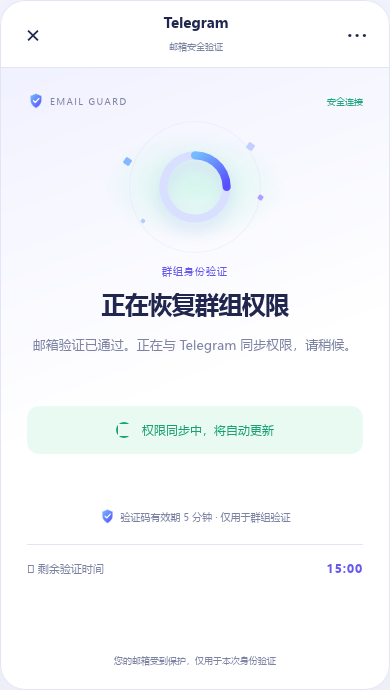 Telegram
邮箱安全验证
EMAIL GUARD
安全连接
群组身份验证
正在恢复群组权限
邮箱验证已通过。正在与 Telegram 同步权限，请稍候。
权限同步中，将自动更新
验证码有效期 5 分钟 · 仅用于群组验证
剩余验证时间
15:00
您的邮箱受到保护，仅用于本次身份验证